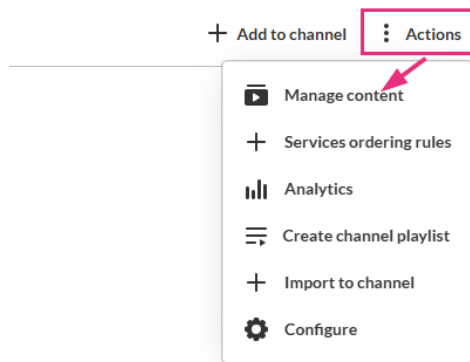 Add to channel
Actions
Manage content
Services ordering rules
Analytics
Create channel playlist
Import to channel
Configure